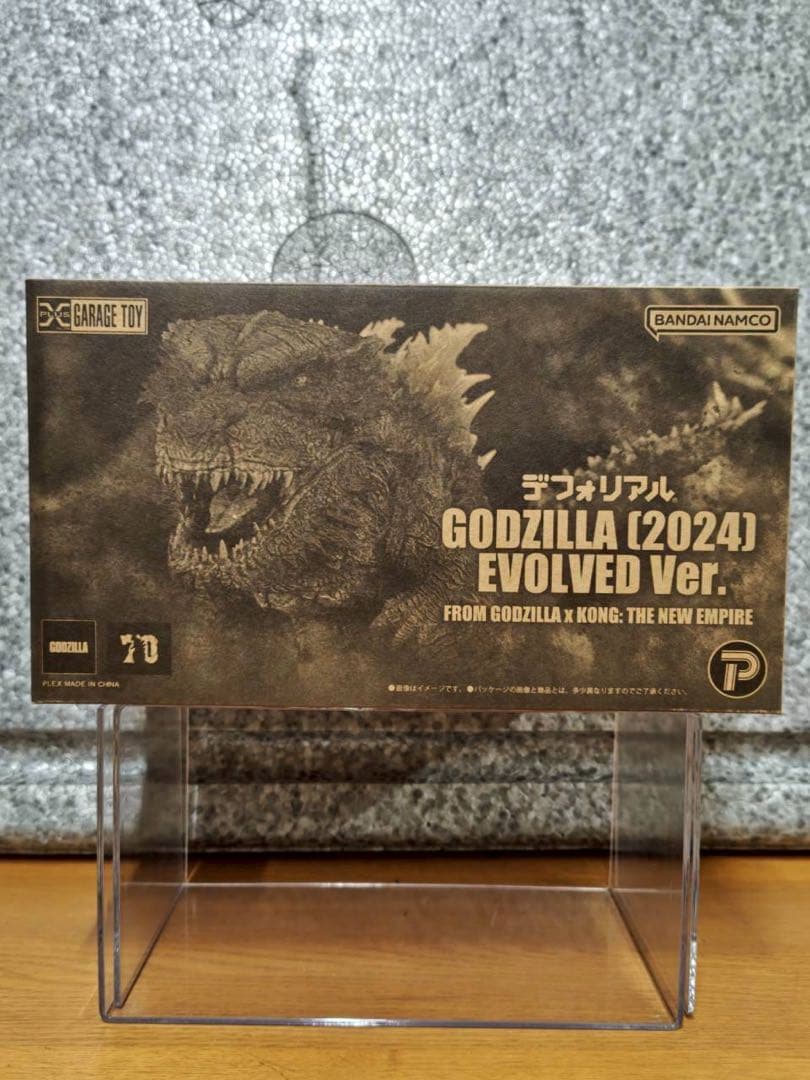 X PLUS GARAGE TOY
BANDAI NAMCO
デフォリアル
GODZILLA (2024)
EVOLVED Ver.
FROM GODZILLA x KONG: THE NEW EMPIRE
GODZILLA
70
PLEX MADE IN CHINA
●画像はイメージです。●パッケージの画像と商品とは、多少異なりますのでご了承ください。
P